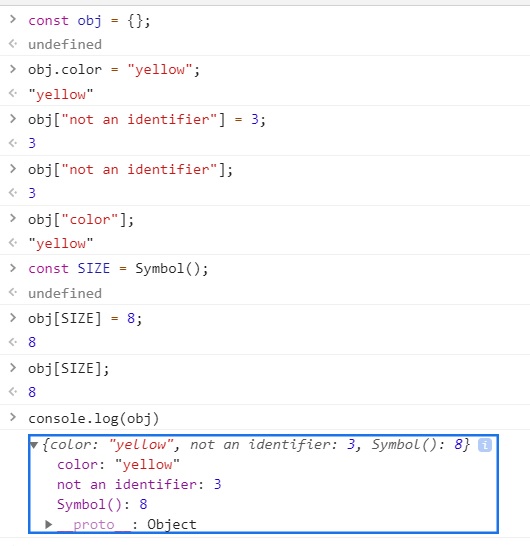 > const obj = {};
<· undefined
> obj.color = "yellow";
<· "yellow"
> obj["not an identifier"] = 3;
<· 3
> obj["not an identifier"];
<· 3
> obj["color"];
<· "yellow"
> const SIZE = Symbol();
<· undefined
> obj[SIZE] = 8;
<· 8
> obj[SIZE];
<· 8
> console.log(obj)
▼{color: "yellow", not an identifier: 3, Symbol(): 8} i
color: "yellow"
not an identifier: 3
Symbol(): 8
▶__proto__: Object